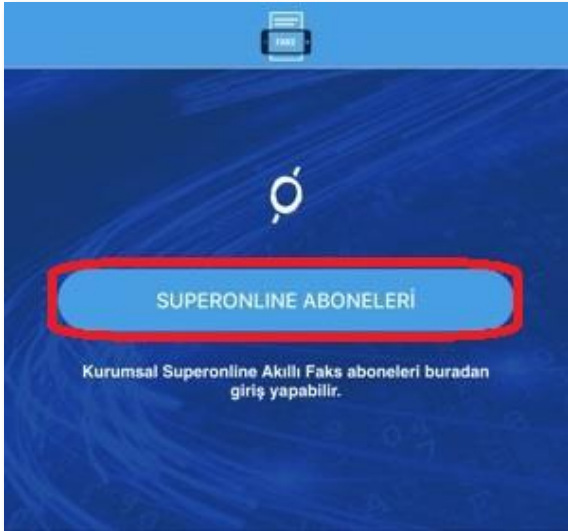 FAKS
SUPERONLINE ABONELERİ
Kurumsal Superonline Akıllı Faks aboneleri buradan
giriş yapabilir.